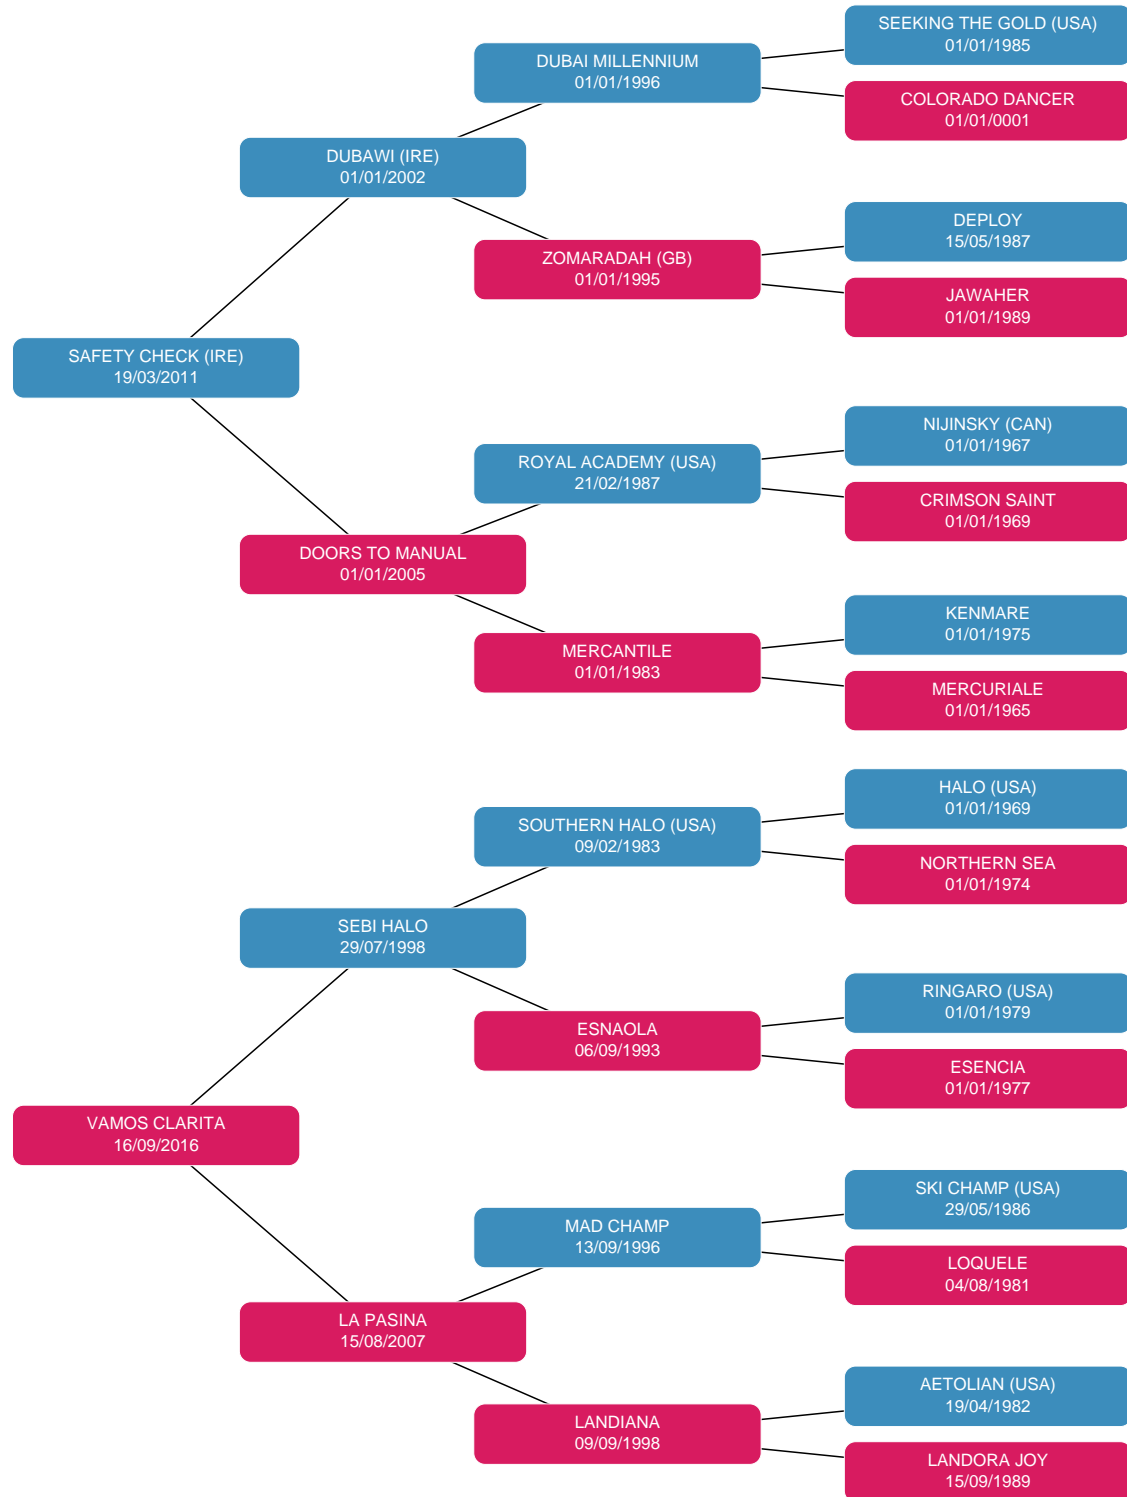 SEEKING THE GOLD (USA)
01/01/1985
DUBAI MILLENNIUM
01/01/1996
COLORADO DANCER
01/01/0001
DUBAWI (IRE)
01/01/2002
DEPLOY
15/05/1987
ZOMARADAH (GB)
01/01/1995
JAWAHER
01/01/1989
SAFETY CHECK (IRE)
19/03/2011
NIJINSKY (CAN)
01/01/1967
ROYAL ACADEMY (USA)
21/02/1987
CRIMSON SAINT
01/01/1969
DOORS TO MANUAL
01/01/2005
KENMARE
01/01/1975
MERCANTILE
01/01/1983
MERCURIALE
01/01/1965
HALO (USA)
01/01/1969
SOUTHERN HALO (USA)
09/02/1983
NORTHERN SEA
01/01/1974
SEBI HALO
29/07/1998
RINGARO (USA)
01/01/1979
ESNAOLA
06/09/1993
ESENCIA
01/01/1977
VAMOS CLARITA
16/09/2016
SKI CHAMP (USA)
29/05/1986
MAD CHAMP
13/09/1996
LOQUELE
04/08/1981
LA PASINA
15/08/2007
AETOLIAN (USA)
19/04/1982
LANDIANA
09/09/1998
LANDORA JOY
15/09/1989